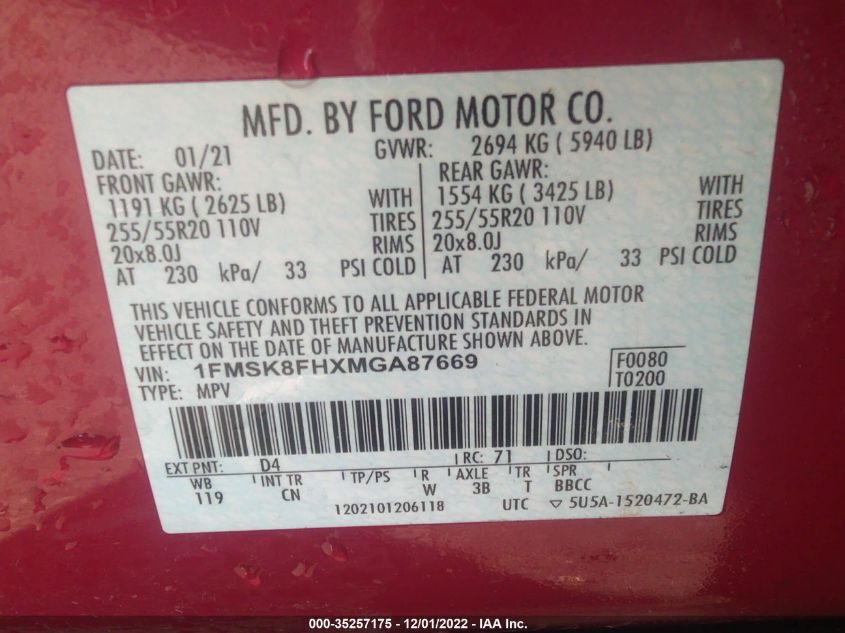 MFD. BY FORD MOTOR CO.
DATE: 01/21 GVWR: 2694 KG ( 5940 LB)
FRONT GAWR: REAR GAWR:
1191 KG ( 2625 LB) WITH 1554 KG ( 3425 LB) WITH
255/55R20 110V TIRES 255/55R20 110V TIRES
20x8.0J RIMS 20x8.0J RIMS
AT 230 kPa/ 33 PSI COLD AT 230 kPa/ 33 PSI COLD
THIS VEHICLE CONFORMS TO ALL APPLICABLE FEDERAL MOTOR
VEHICLE SAFETY AND THEFT PREVENTION STANDARDS IN
EFFECT ON THE DATE OF MANUFACTURE SHOWN ABOVE.
VIN: 1FMSK8FHXMGA87669 F0080
TYPE: MPV T0200
EXT PNT: D4 RC: 71 DSO:
WB INT TR TP/PS R AXLE TR SPR
119 CN W 3B T BBCC
1202101206118 UTC ▽ 5U5A-1520472-BA
000-35257175 - 12/01/2022 - IAA Inc.